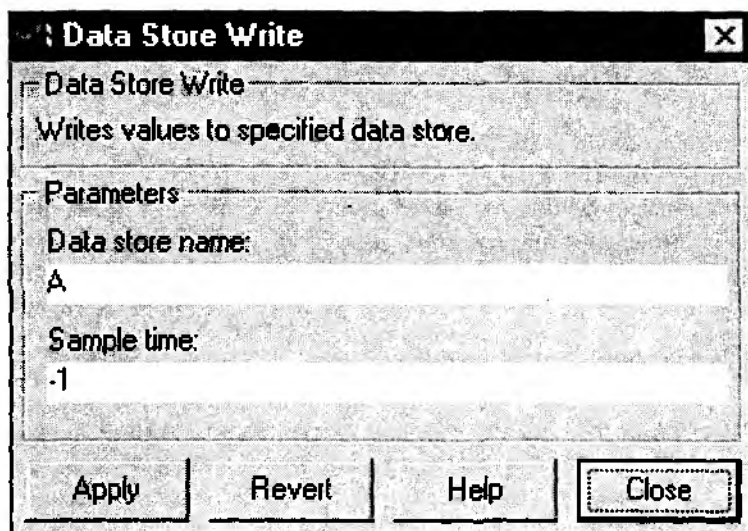 Data Store Write
Data Store Write
Writes values to specified data store.
Parameters
Data store name:
A
Sample time:
-1
Apply Revert Help Close